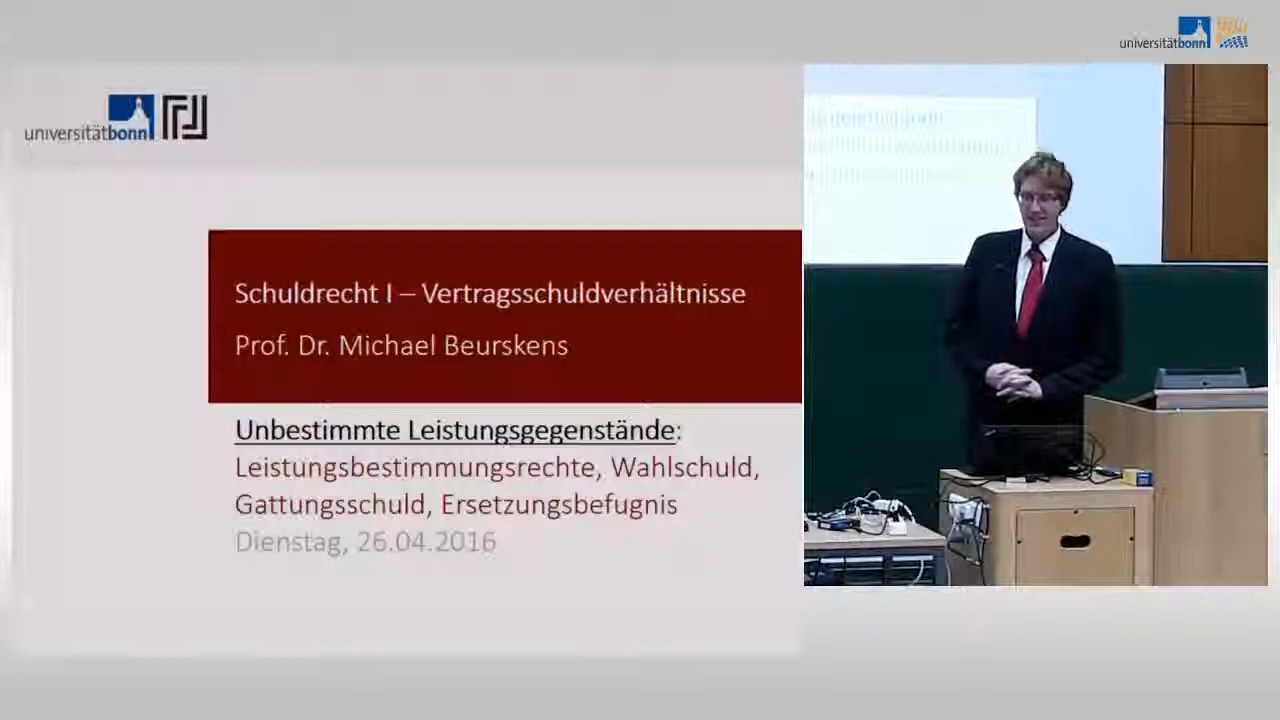 universitätbonn
universitätbonn
Schuldrecht I – Vertragsschuldverhältnisse
Prof. Dr. Michael Beurskens
Unbestimmte Leistungsgegenstände:
Leistungsbestimmungsrechte, Wahlschuld,
Gattungsschuld, Ersetzungsbefugnis
Dienstag, 26.04.2016